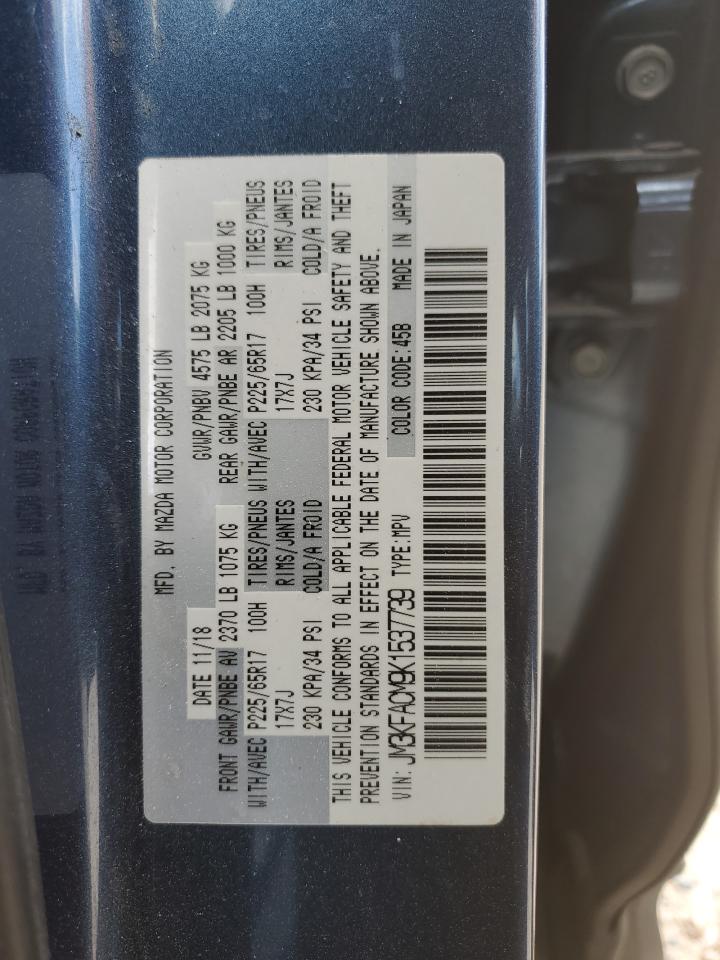 MFD. BY MAZDA MOTOR CORPORATION
DATE 11/18 GVWR/PNBV 4575 LB 2075 KG
FRONT GAWR/PNBE AV 2370 LB 1075 KG REAR GAWR/PNBE AR 2205 LB 1000 KG
WITH/AVEC P225/65R17 100H TIRES/PNEUS WITH/AVEC P225/65R17 100H TIRES/PNEUS
17X7J RIMS/JANTES 17X7J RIMS/JANTES
230 KPA/34 PSI COLD/A FROID 230 KPA/34 PSI COLD/A FROID
THIS VEHICLE CONFORMS TO ALL APPLICABLE FEDERAL MOTOR VEHICLE SAFETY AND THEFT
PREVENTION STANDARDS IN EFFECT ON THE DATE OF MANUFACTURE SHOWN ABOVE.
VIN: JM3KFACM9K1537739 TYPE:MPV COLOR CODE:45B MADE IN JAPAN